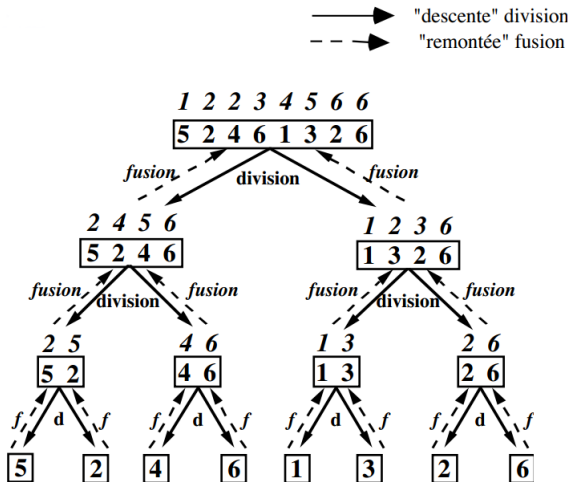 "descente" division
"remontée" fusion
1 2 2 3 4 5 6 6
5 2 4 6 1 3 2 6
fusion division fusion
2 4 5 6 1 2 3 6
5 2 4 6 1 3 2 6
fusion division fusion fusion division fusion
2 5 4 6 1 3 2 6
5 2 4 6 1 3 2 6
f d f f d f f d f f d f
5 2 4 6 1 3 2 6